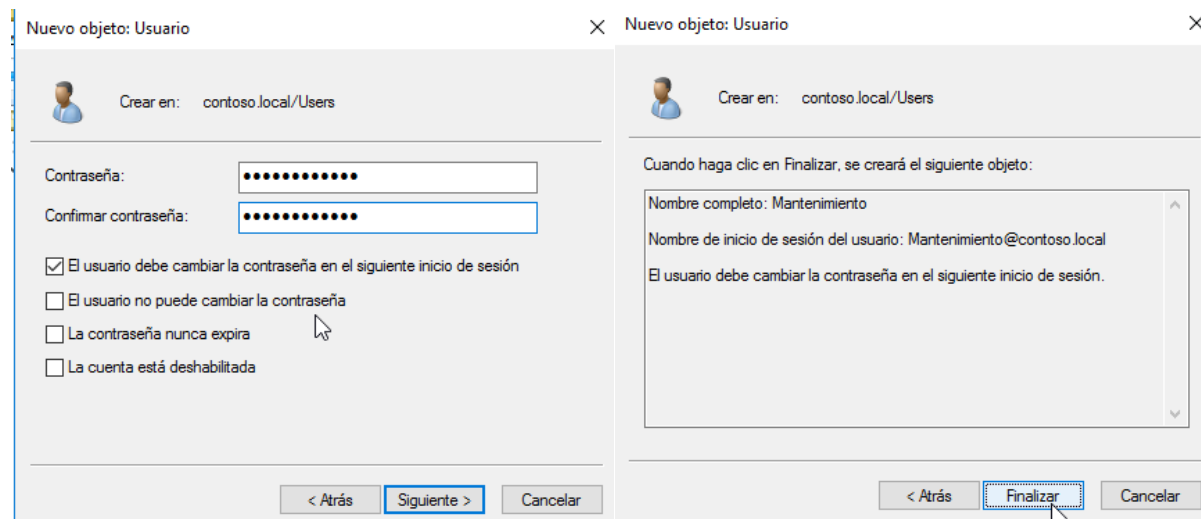 Nuevo objeto: Usuario
Crear en: contoso.local/Users
Contraseña:
Confirmar contraseña:
El usuario debe cambiar la contraseña en el siguiente inicio de sesión
El usuario no puede cambiar la contraseña
La contraseña nunca expira
La cuenta está deshabilitada
< Atrás
Siguiente >
Cancelar
Nuevo objeto: Usuario
Crear en: contoso.local/Users
Cuando haga clic en Finalizar, se creará el siguiente objeto:
Nombre completo: Mantenimiento
Nombre de inicio de sesión del usuario: Mantenimiento@contoso.local
El usuario debe cambiar la contraseña en el siguiente inicio de sesión.
< Atrás
Finalizar
Cancelar